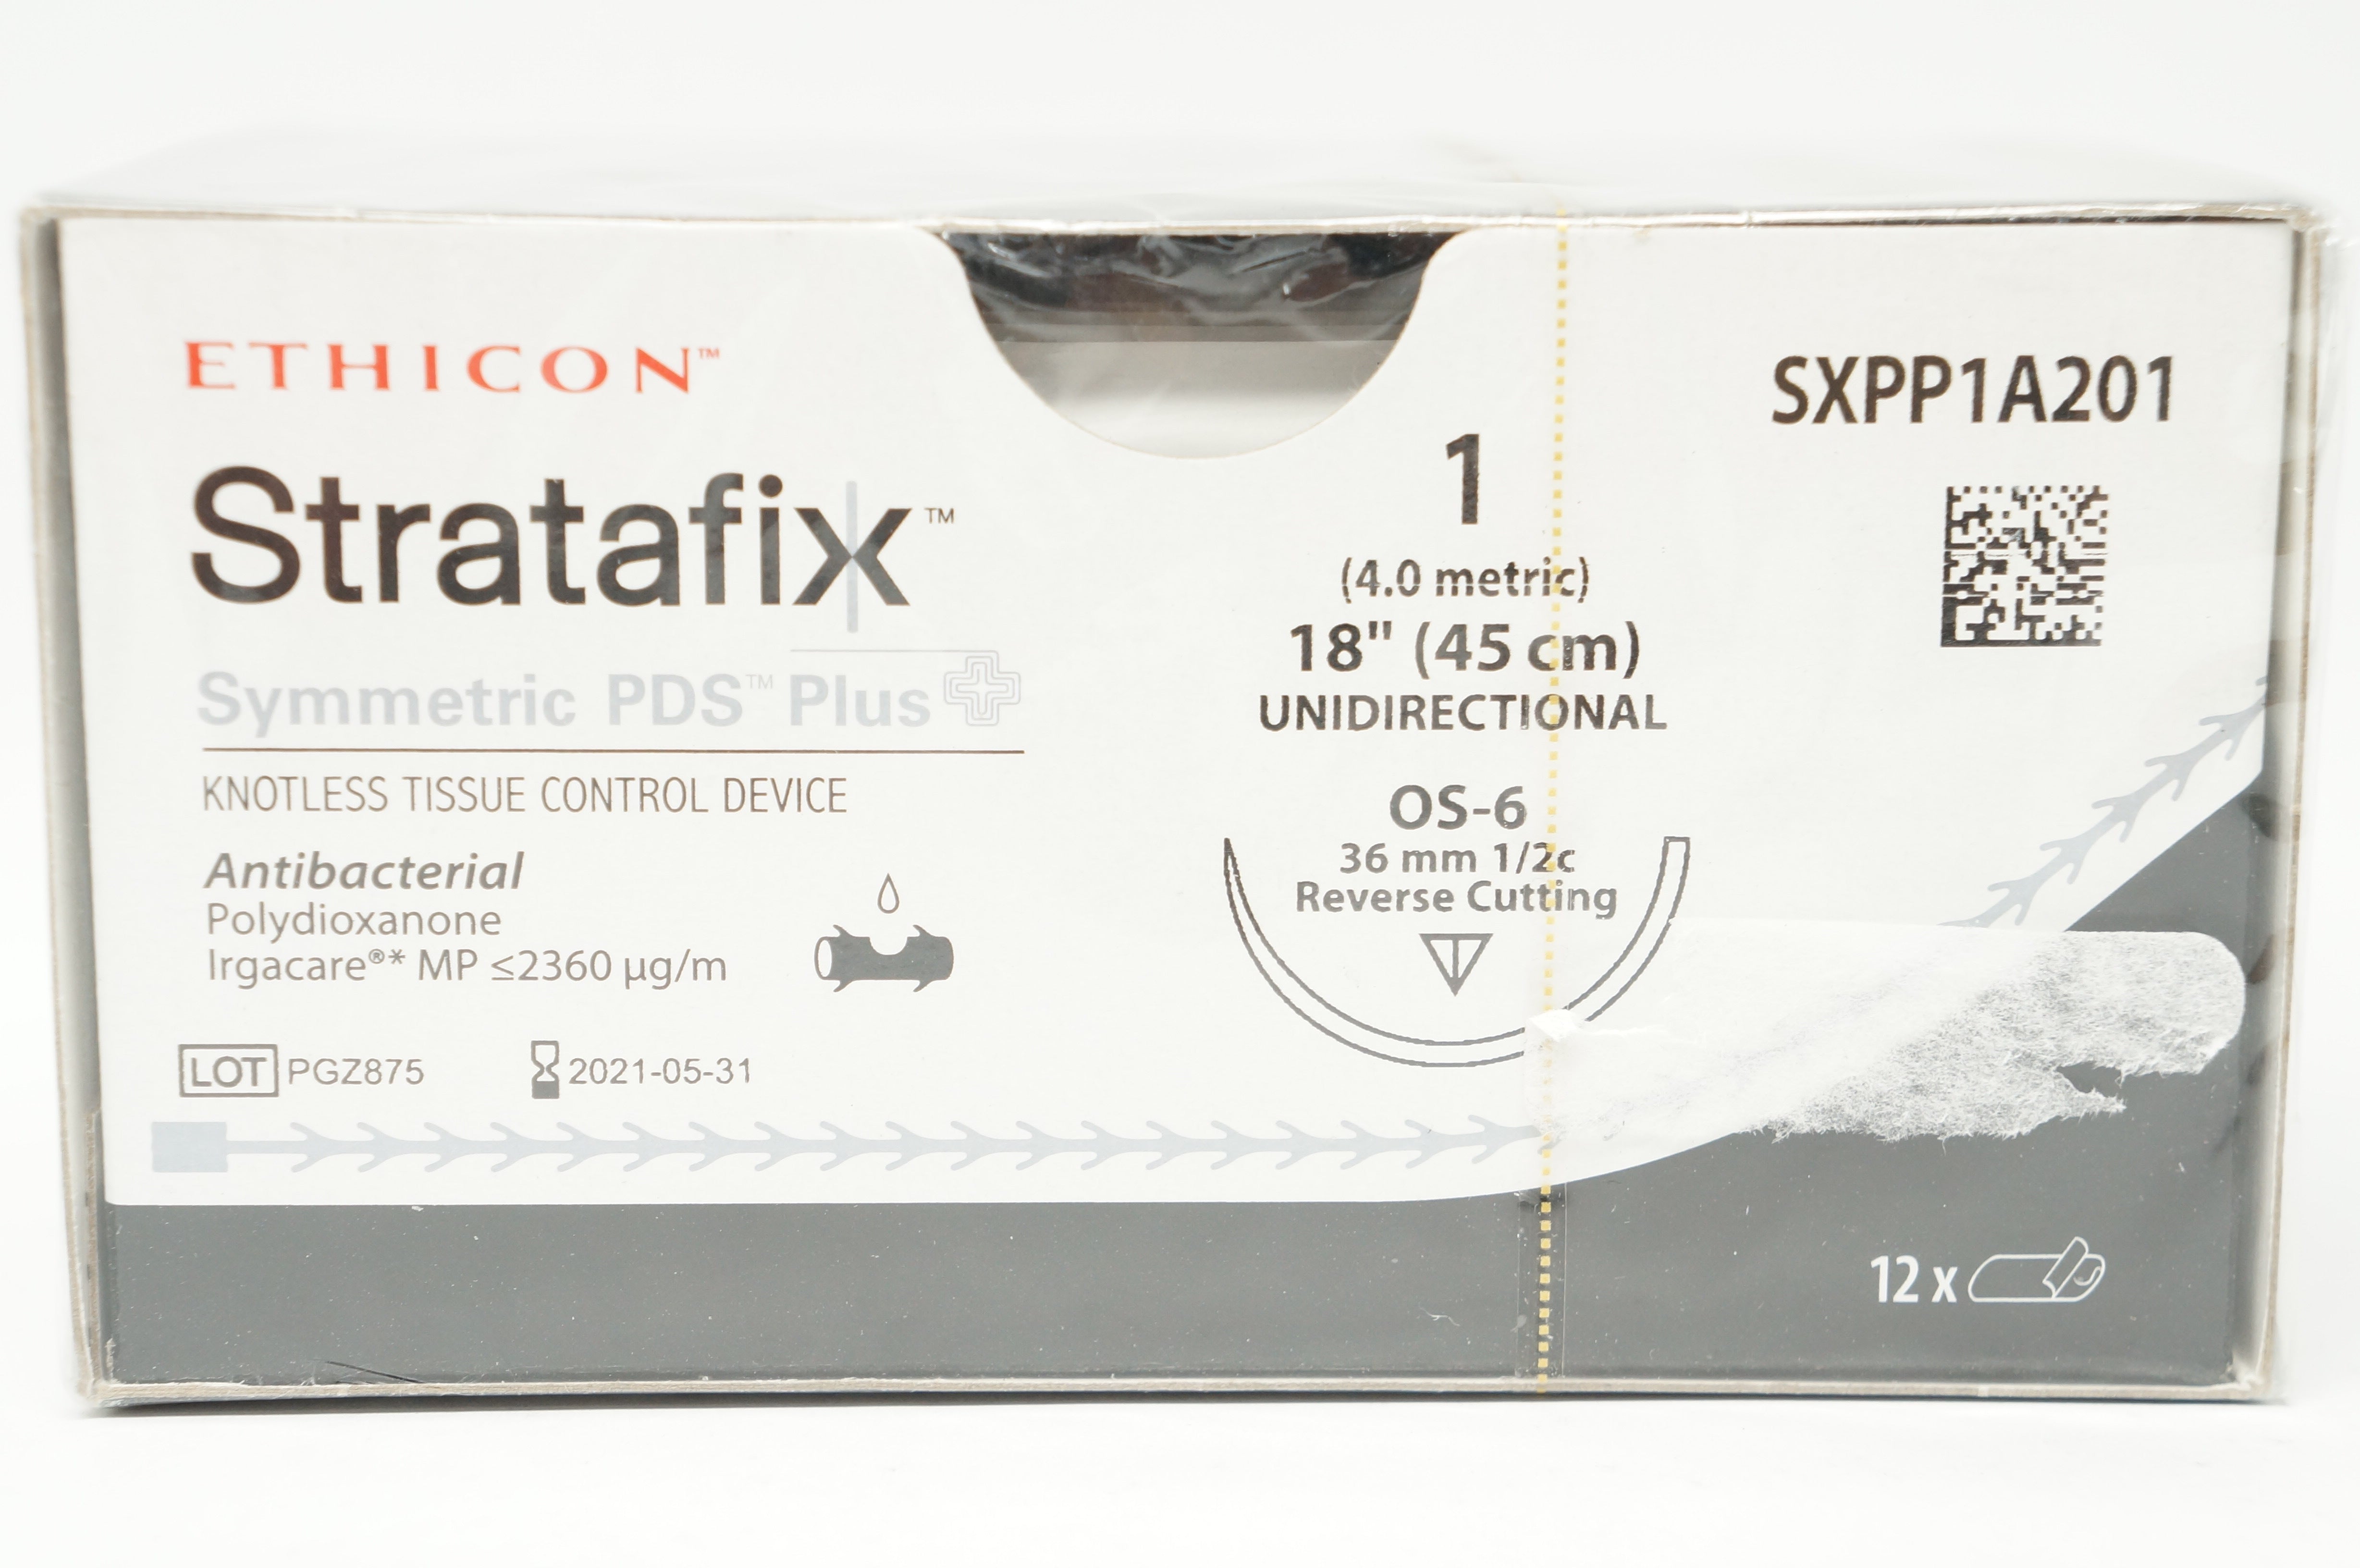 ETHICON™
Stratafix™
Symmetric PDS™ Plus
KNOTLESS TISSUE CONTROL DEVICE
Antibacterial
Polydioxanone
Irgacare®* MP ≤2360 µg/m
LOT PGZ875
2021-05-31
1
(4.0 metric)
18" (45 cm)
UNIDIRECTIONAL
OS-6
36 mm 1/2c
Reverse Cutting
SXPP1A201
12 x